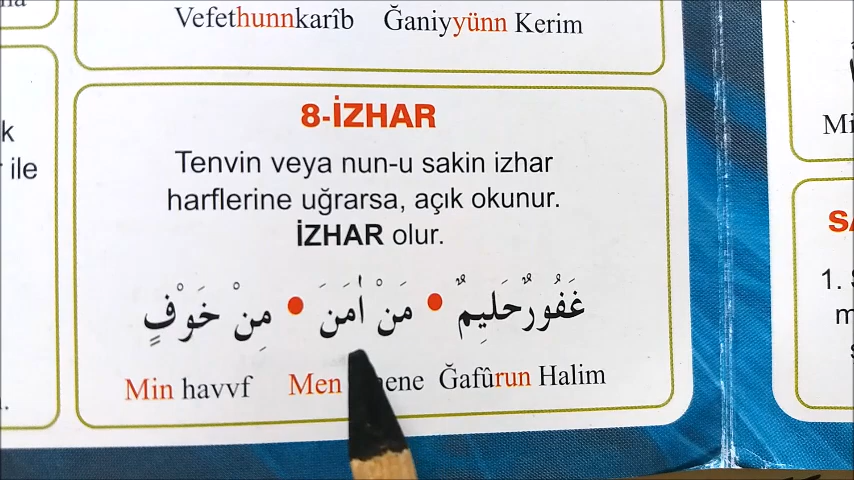 Vefethunnkarîb Ğaniyyünn Kerim
8-İZHAR
Tenvin veya nun-u sakin izhar
harflerine uğrarsa, açık okunur.
İZHAR olur.
غَفُورٌ حَلِيمٌ • مَنْ اٰمَنَ • مِنْ خَوْفٍ
Min havvf Men Ğafûrun Halim
k
ile
Mi
1.